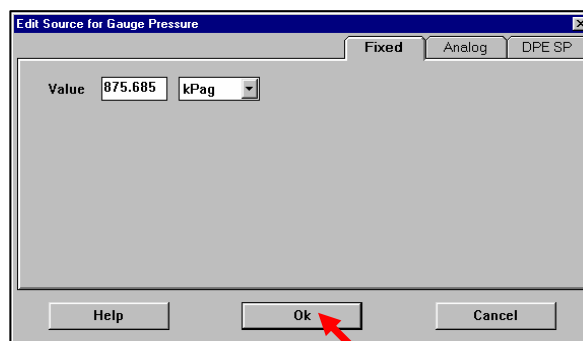 Edit Source for Gauge Pressure
Fixed Analog DPE SP
Value 875.685 kPag
Help Ok Cancel